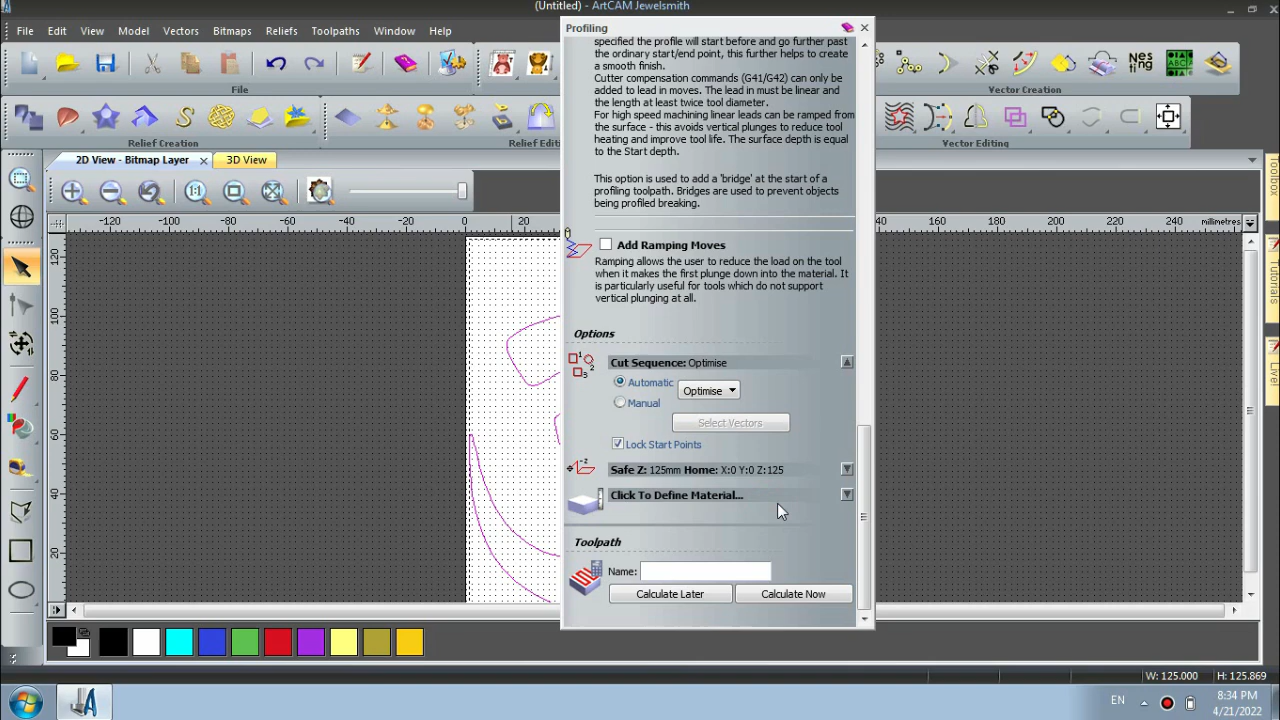 (Untitled) - ArtCAM Jewelsmith
File Edit View Models Vectors Bitmaps Reliefs Toolpaths Window Help
File
Relief Creation
Relief
Vector Creation
Vector Editing
Nes
ting
ABC
Profiling
2D View - Bitmap Layer
3D View
1:1
-120 -100 -80 -60 -40 -20 0 20
140 160 180 200 220 240 millimetres
120
100
80
60
40
20
specified the profile will start before and go further past
the ordinary start/end point, this further helps to create
a smooth finish.
Cutter compensation commands (G41/G42) can only be
added to lead in moves. The lead in must be linear and
the length at least twice tool diameter.
For high speed machining linear leads can be ramped from
the surface - this avoids vertical plunges to reduce tool
heating and improve tool life. The surface depth is equal
to the Start depth.
This option is used to add a 'bridge' at the start of a
profiling toolpath. Bridges are used to prevent objects
being profiled breaking.
Add Ramping Moves
Ramping allows the user to reduce the load on the tool
when it makes the first plunge down into the material. It
is particularly useful for tools which do not support
vertical plunging at all.
Options
Cut Sequence: Optimise
Automatic
Optimise
Manual
Select Vectors
Lock Start Points
Safe Z: 125mm Home: X:0 Y:0 Z:125
Click To Define Material...
Toolpath
Name:
Calculate Later
Calculate Now
Toolbox
Tutorials
Live!
W: 125.000
H: 125.869
EN
8:34 PM
4/21/2022